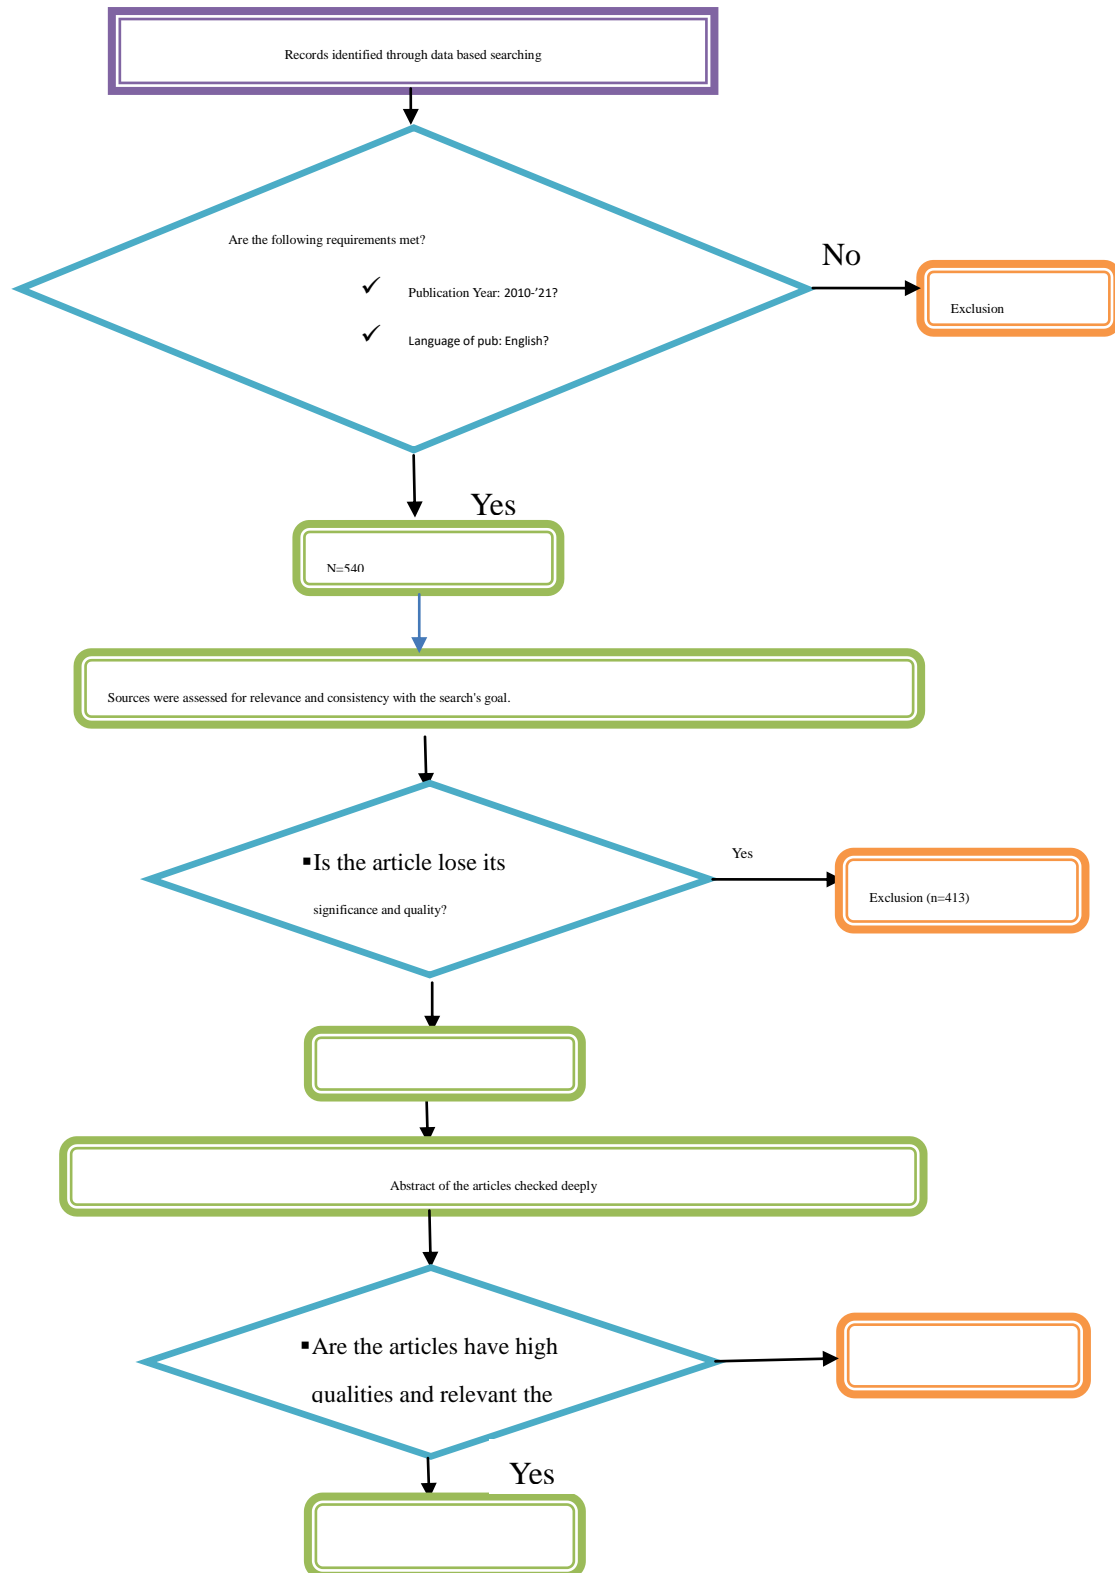 Records identified through data based searching
Are the following requirements met?
✓ Publication Year: 2010-'21?
✓ Language of pub: English?
No
Exclusion
Yes
N=540
Sources were assessed for relevance and consistency with the search's goal.
▪Is the article lose its
significance and quality?
Yes
Exclusion (n=413)
Abstract of the articles checked deeply
▪Are the articles have high
qualities and relevant the
Yes